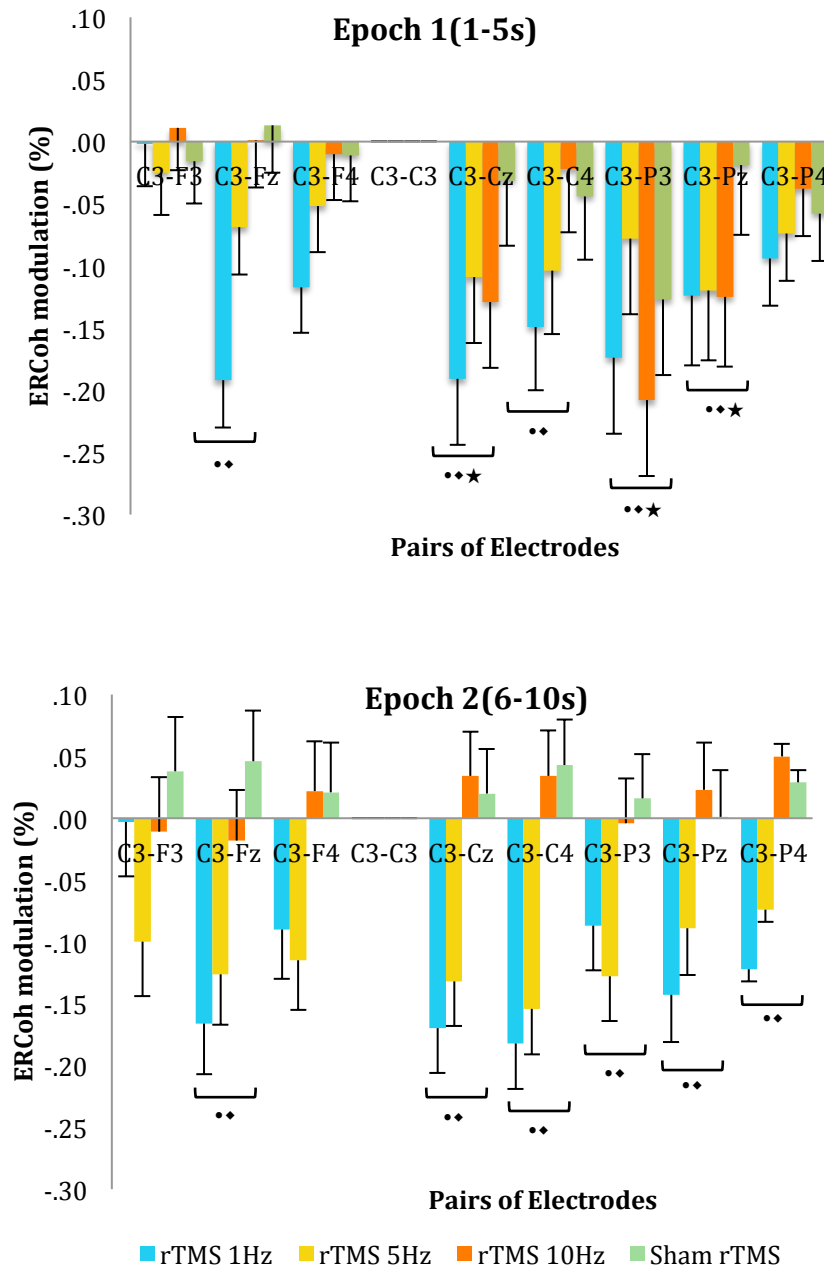 Epoch 1(1-5s)
ERCoh modulation (%)
.10
.05
.00
-.05
-.10
-.15
-.20
-.25
-.30
C3-F3 C3-Fz C3-F4 C3-C3 C3-Cz C3-C4 C3-P3 C3-Pz C3-P4
•◆ •◆★ •◆ •◆★ •◆★
Pairs of Electrodes
Epoch 2(6-10s)
ERCoh modulation (%)
.10
.05
.00
-.05
-.10
-.15
-.20
-.25
-.30
C3-F3 C3-Fz C3-F4 C3-C3 C3-Cz C3-C4 C3-P3 C3-Pz C3-P4
•◆ •◆ •◆ •◆ •◆ •◆
Pairs of Electrodes
rTMS 1Hz rTMS 5Hz rTMS 10Hz Sham rTMS